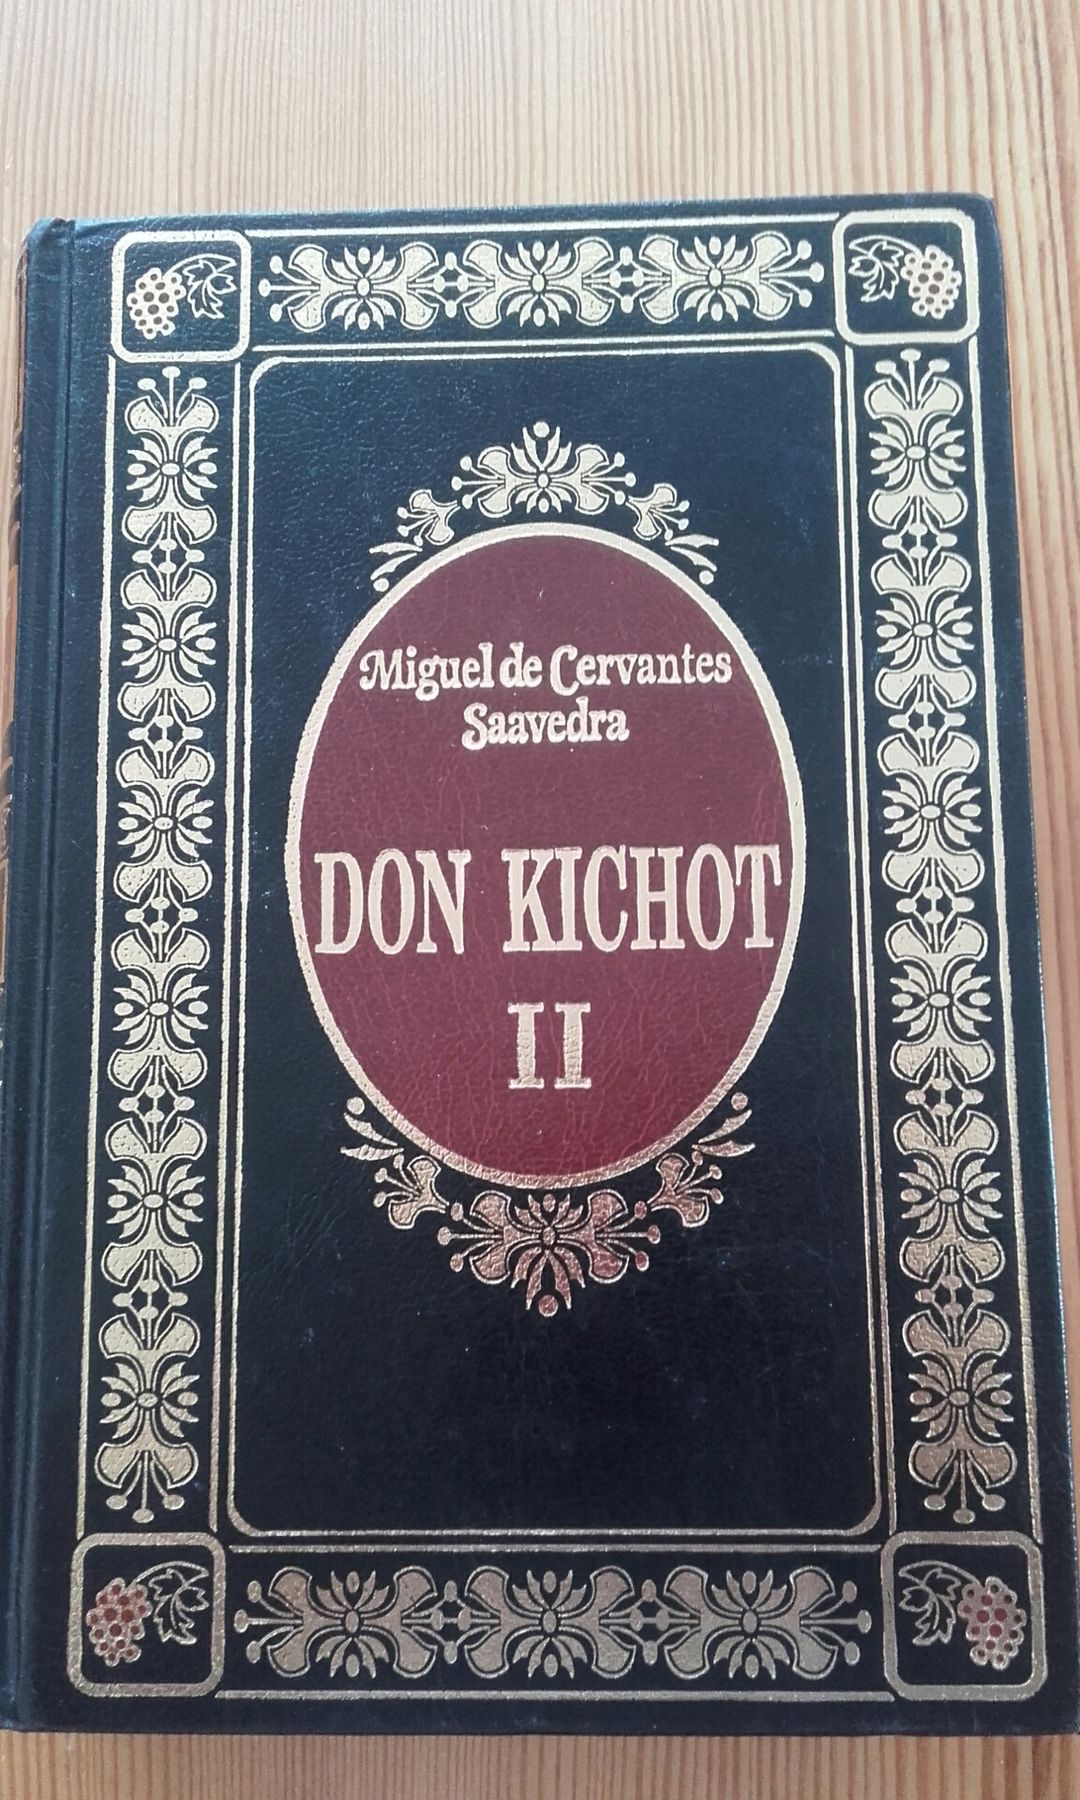 Miguel de Cervantes
Saavedra
DON KICHOT
II